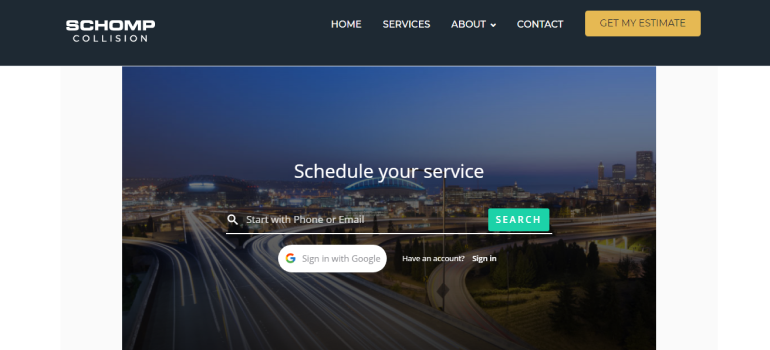 SCHOMP
COLLISION
HOME SERVICES ABOUT CONTACT GET MY ESTIMATE
Schedule your service
Start with Phone or Email SEARCH
Sign in with Google Have an account? Sign in